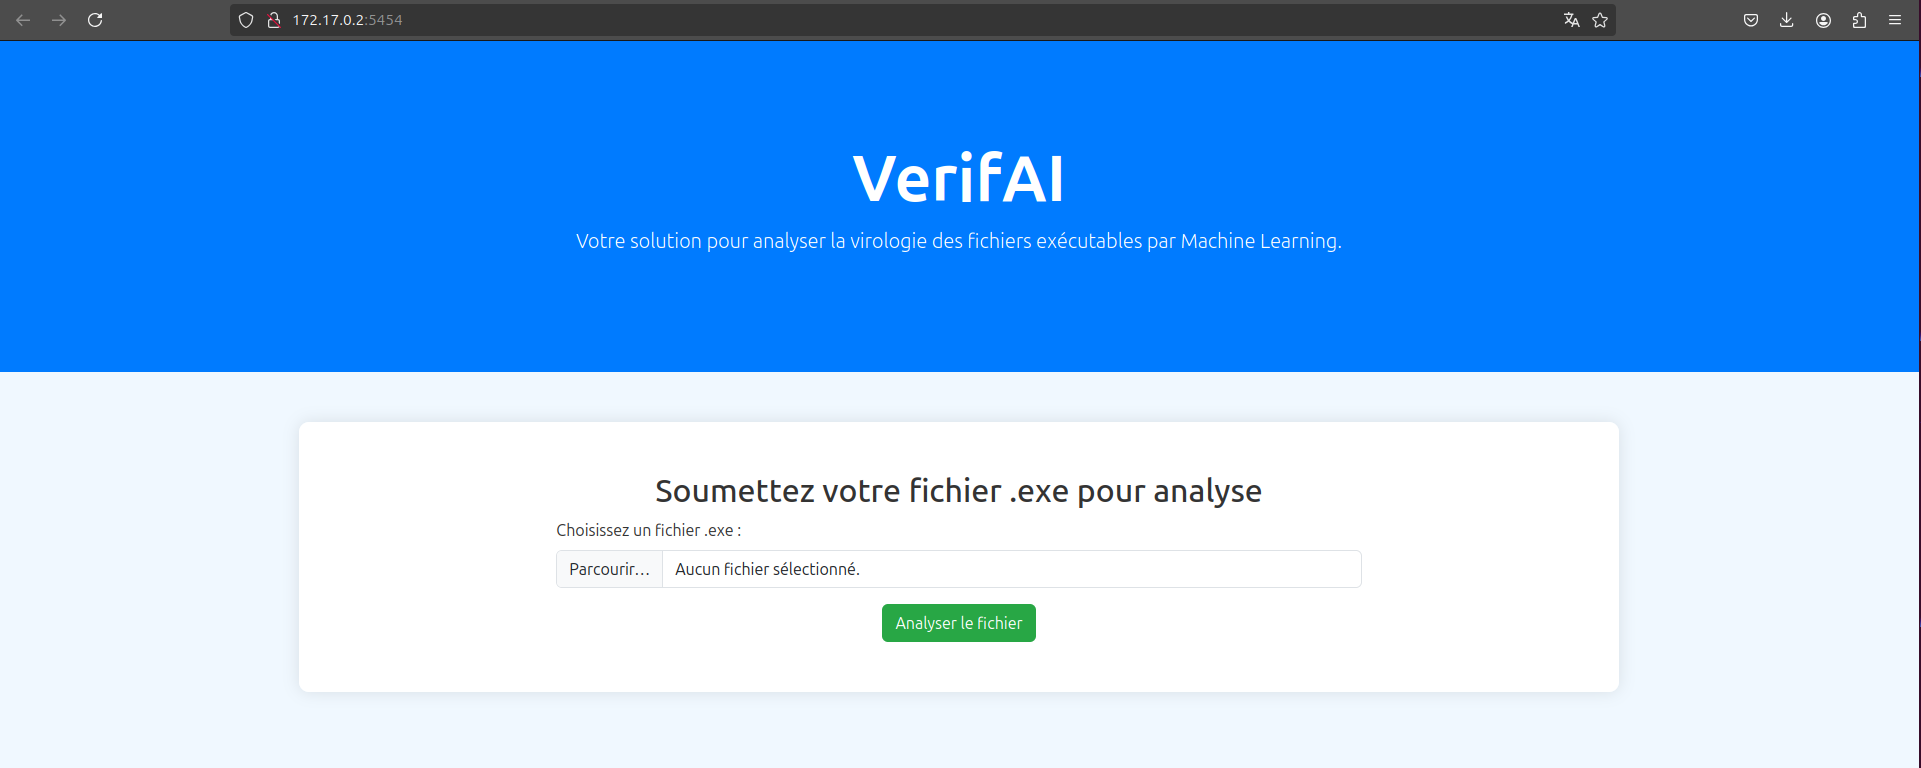 172.17.0.2:5454
VerifAI
Votre solution pour analyser la virologie des fichiers exécutables par Machine Learning.
Soumettez votre fichier .exe pour analyse
Choisissez un fichier .exe :
Parcourir... Aucun fichier sélectionné.
Analyser le fichier